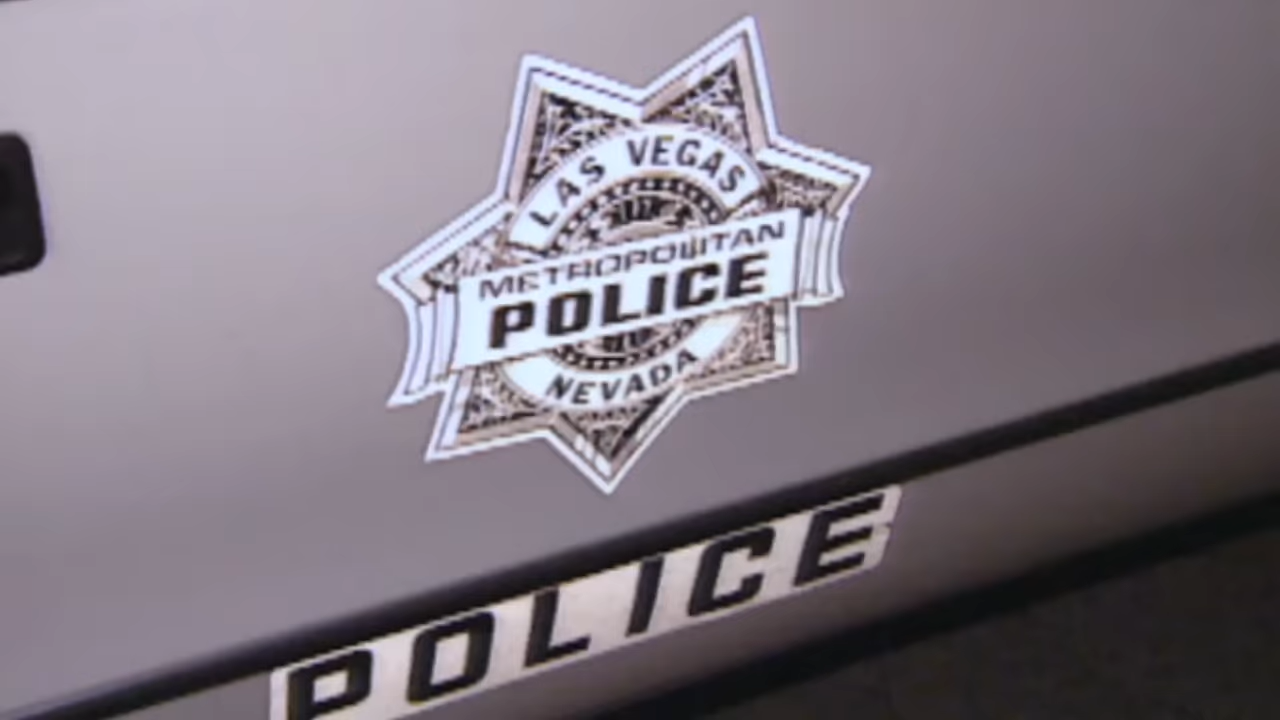 LAS VEGAS
METROPOLITAN
POLICE
NEVADA
POLICE